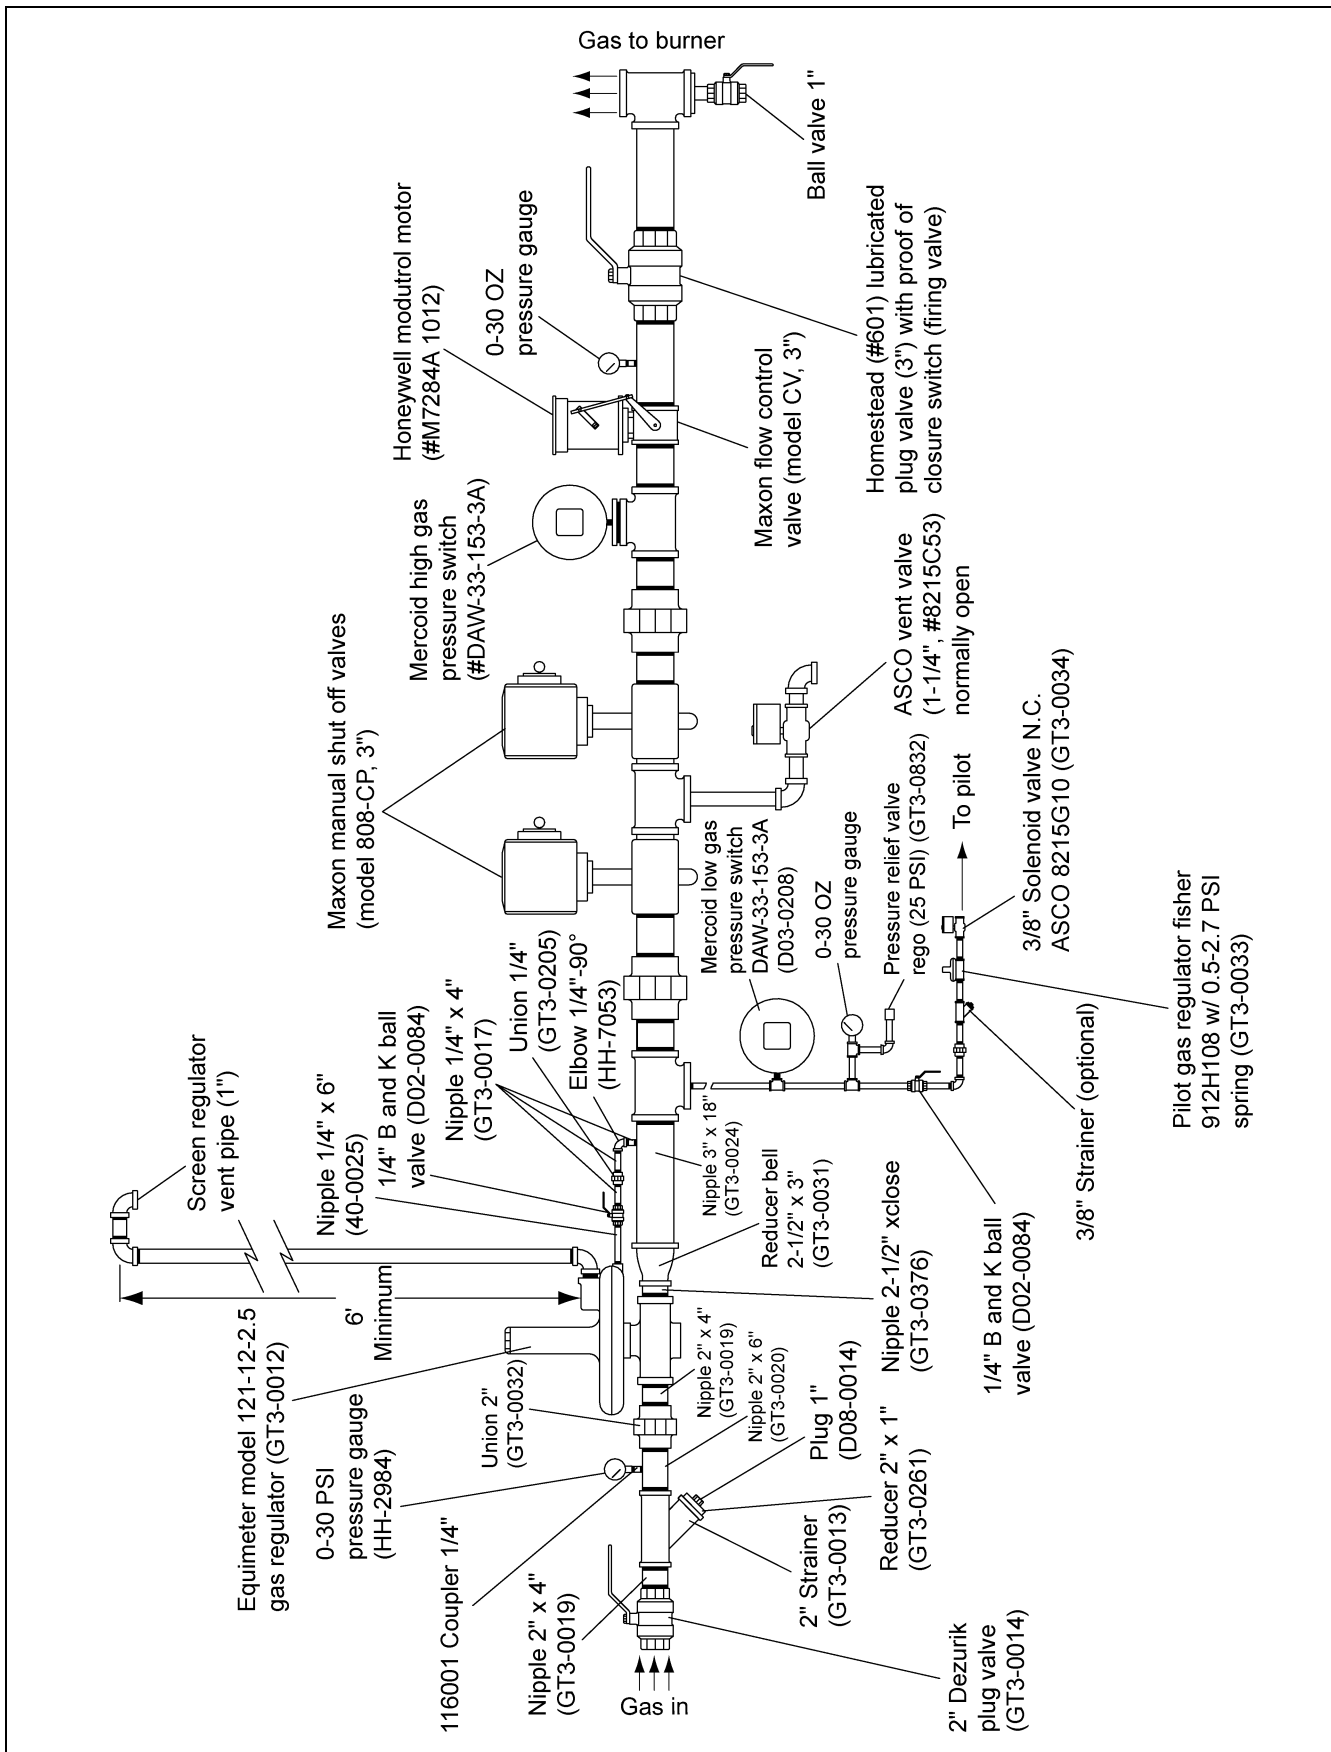 Gas to burner
Ball valve 1"
Honeywell modutrol motor
(#M7284A 1012)
0-30 OZ
pressure gauge
Homestead (#601) lubricated
plug valve (3") with proof of
closure switch (firing valve)
Maxon flow control
valve (model CV, 3")
Mercoid high gas
pressure switch
(#DAW-33-153-3A)
Maxon manual shut off valves
(model 808-CP, 3")
ASCO vent valve
(1-1/4", #8215C53)
normally open
Mercoid low gas
pressure switch
DAW-33-153-3A
(D03-0208)
0-30 OZ
pressure gauge
Pressure relief valve
rego (25 PSI) (GT3-0832)
To pilot
3/8" Solenoid valve N.C.
ASCO 8215G10 (GT3-0034)
Pilot gas regulator fisher
912H108 w/ 0.5-2.7 PSI
spring (GT3-0033)
3/8" Strainer (optional)
1/4" B and K ball
valve (D02-0084)
Screen regulator
vent pipe (1")
Nipple 1/4" x 6"
(40-0025)
1/4" B and K ball
valve (D02-0084)
Nipple 1/4" x 4"
(GT3-0017)
Union 1/4"
(GT3-0205)
Elbow 1/4"-90°
(HH-7053)
Nipple 3" x 18"
(GT3-0024)
Reducer bell
2-1/2" x 3"
(GT3-0031)
Nipple 2-1/2" xclose
(GT3-0376)
6'
Minimum
Equimeter model 121-12-2.5
gas regulator (GT3-0012)
0-30 PSI
pressure gauge
(HH-2984)
Union 2"
(GT3-0032)
Nipple 2" x 4"
(GT3-0019)
Nipple 2" x 6"
(GT3-0020)
Plug 1"
(D08-0014)
Reducer 2" x 1"
(GT3-0261)
2" Strainer
(GT3-0013)
116001 Coupler 1/4"
Nipple 2" x 4"
(GT3-0019)
Gas in
2" Dezurik
plug valve
(GT3-0014)